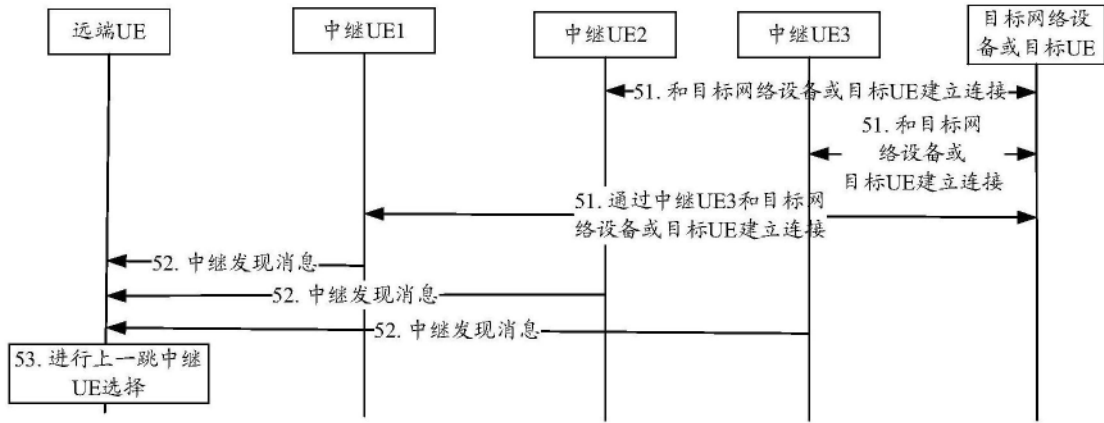 远端UE
中继UE1
中继UE2
中继UE3
目标网络设
备或目标UE
51. 和目标网络设备或目标UE建立连接
51. 和目标网
络设备或
目标UE建立连接
51. 通过中继UE3和目标网
络设备或目标UE建立连接
52. 中继发现消息
52. 中继发现消息
52. 中继发现消息
53. 进行上一跳中继
UE选择